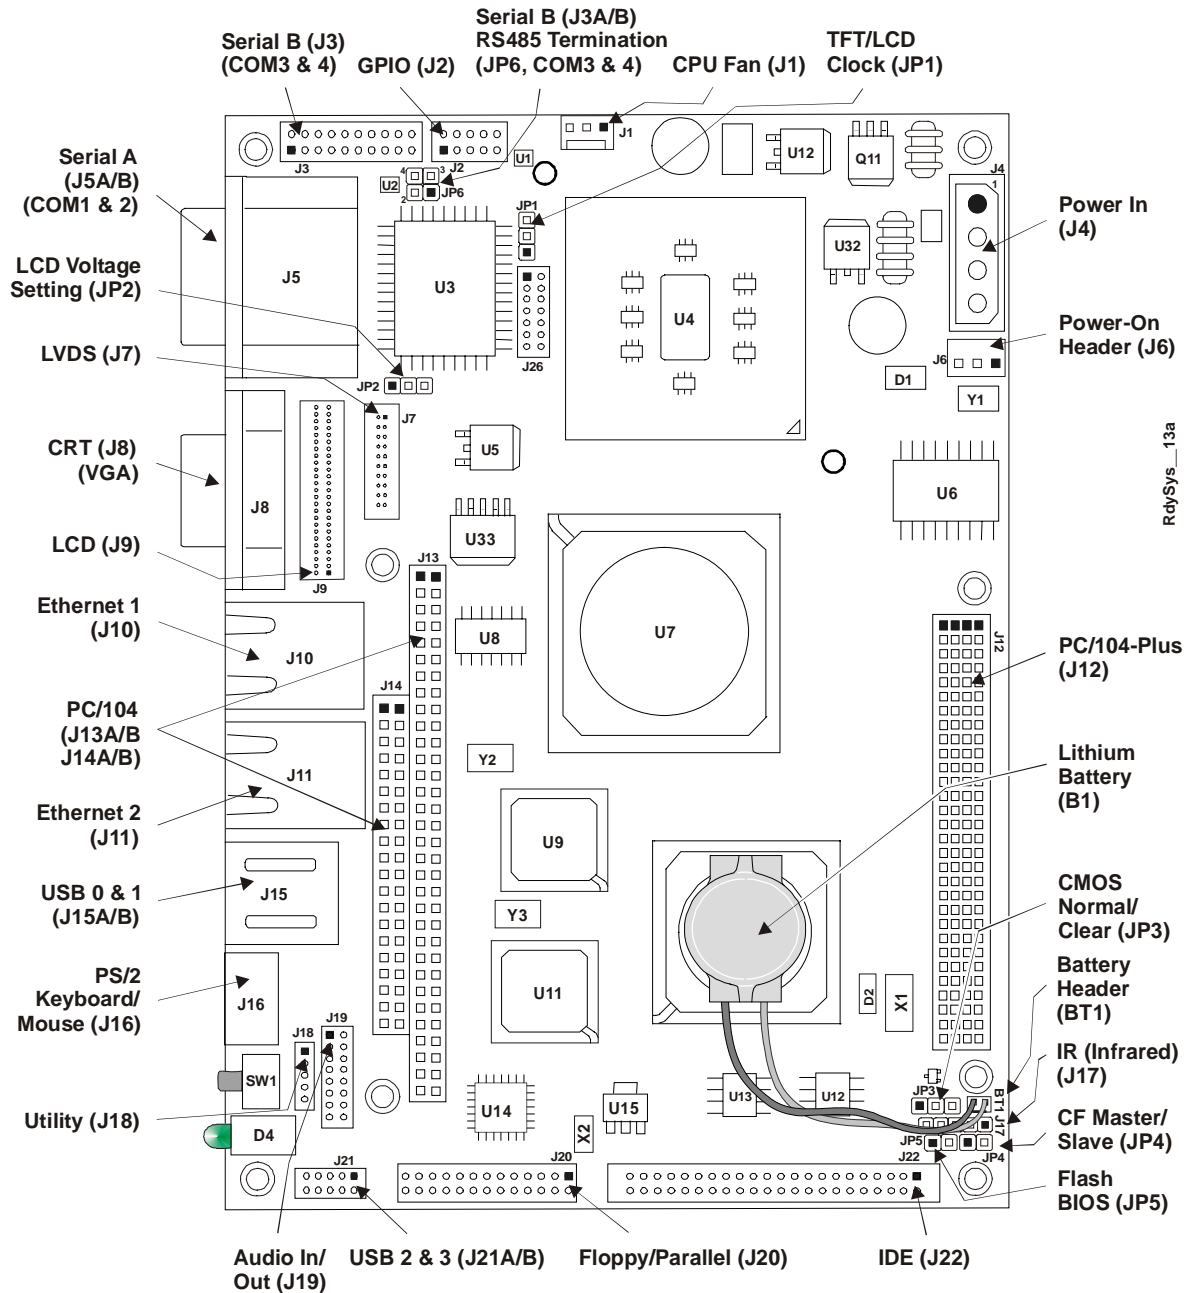 Serial B (J3)
(COM3 & 4)
GPIO (J2)
Serial B (J3A/B)
RS485 Termination
(JP6, COM3 & 4)
CPU Fan (J1)
TFT/LCD
Clock (JP1)
Serial A
(J5A/B)
(COM1 & 2)
LCD Voltage
Setting (JP2)
LVDS (J7)
CRT (J8)
(VGA)
LCD (J9)
Ethernet 1
(J10)
PC/104
(J13A/B
J14A/B)
Ethernet 2
(J11)
USB 0 & 1
(J15A/B)
PS/2
Keyboard/
Mouse (J16)
Utility (J18)
Audio In/
Out (J19)
USB 2 & 3 (J21A/B)
Floppy/Parallel (J20)
IDE (J22)
Power In
(J4)
Power-On
Header (J6)
PC/104-Plus
(J12)
Lithium
Battery
(B1)
CMOS
Normal/
Clear (JP3)
Battery
Header
(BT1)
IR (Infrared)
(J17)
CF Master/
Slave (JP4)
Flash
BIOS (JP5)
RdySys__13a
J3
J2
U1
J1
U12
Q11
J4
1
U2
4
3
2
JP6
JP1
J5
U3
U4
U32
J26
J6
D1
Y1
JP2
J7
U5
U6
J8
J9
U33
J13
J10
U8
U7
J12
J14
J11
Y2
U9
J15
Y3
U11
D2
X1
J16
J19
J18
SW1
D4
U14
U15
X2
U13
U12
JP3
BT1
J17
JP5
JP4
J21
J20
J22